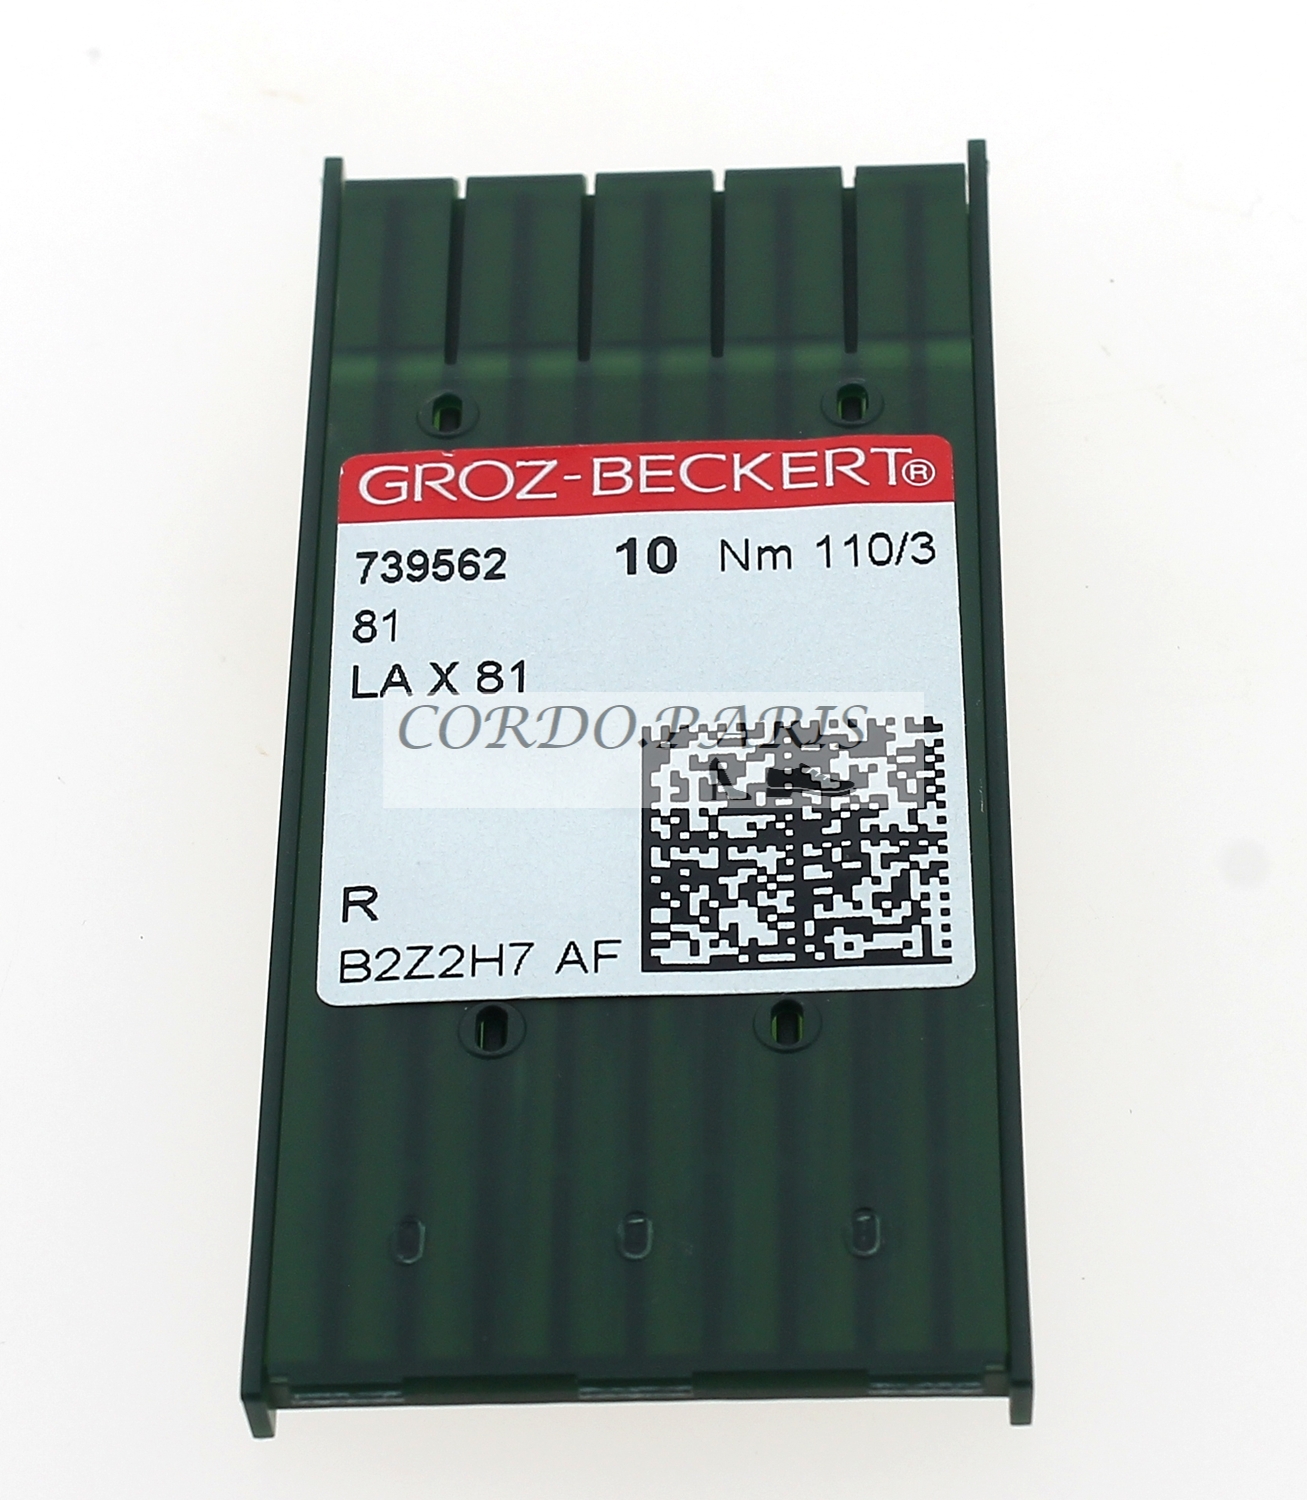 GROZ-BECKERT®
739562 10 Nm 110/3
81
LA X 81
CORDO.PARIS
R
B2Z2H7 AF